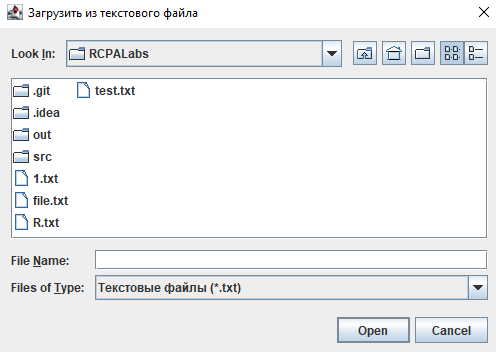 Загрузить из текстового файла
Look In: RCPALabs
.git test.txt
.idea
out
src
1.txt
file.txt
R.txt
File Name:
Files of Type: Текстовые файлы (*.txt)
Open Cancel